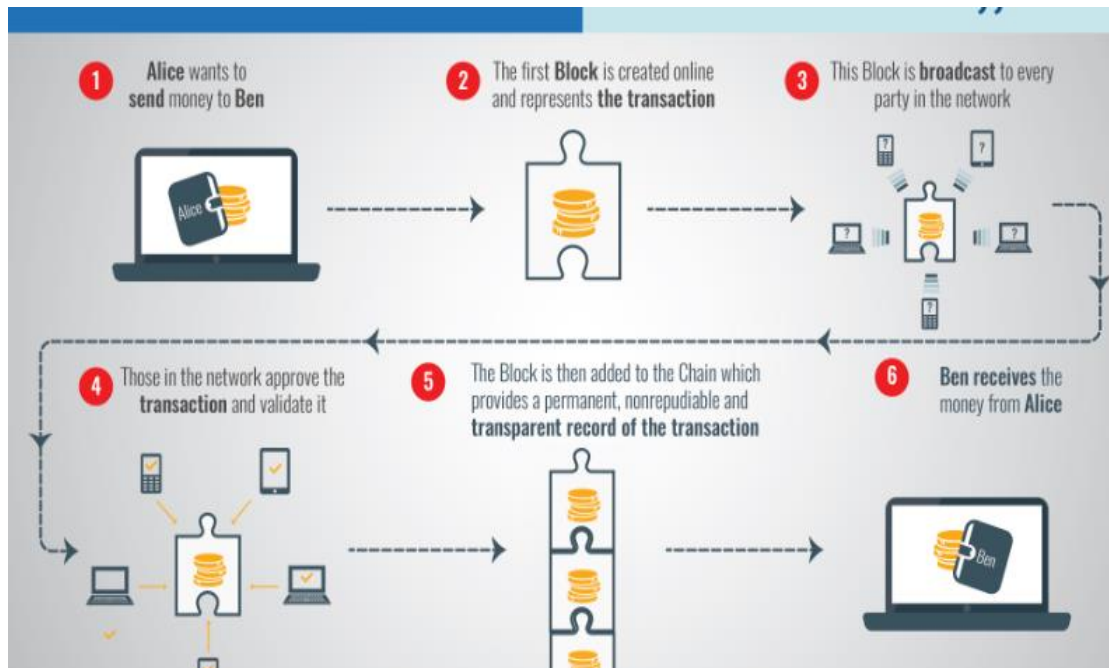 ”
1
Alice wants to
send money to Ben
2
The first Block is created online
and represents the transaction
3
This Block is broadcast to every
party in the network
Alice
?
?
?
?
?
4
Those in the network approve the
transaction and validate it
5
The Block is then added to the Chain which
provides a permanent, nonrepudiable and
transparent record of the transaction
6
Ben receives the
money from Alice
Ben